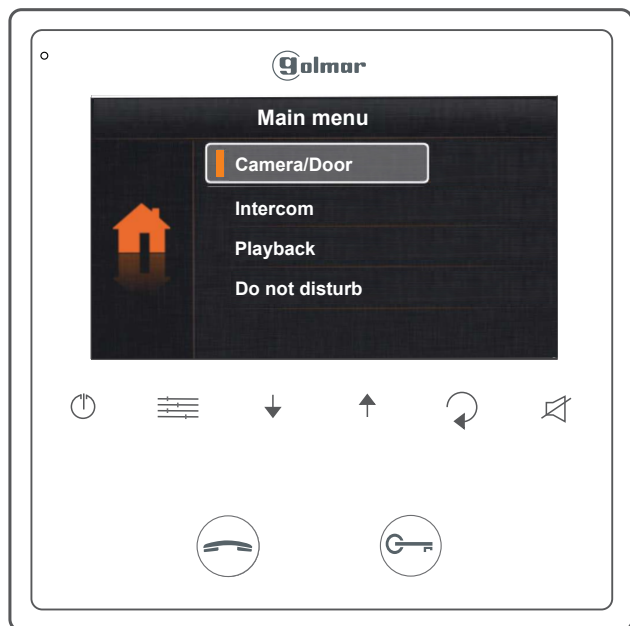 golmar
Main menu
Camera/Door
Intercom
Playback
Do not disturb